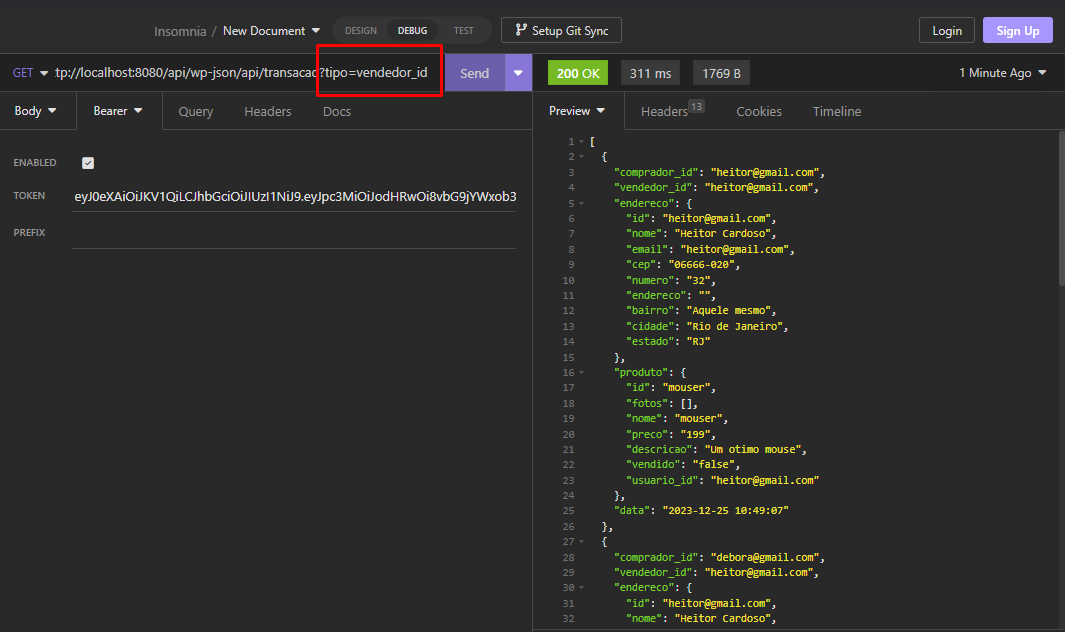 Insomnia / New Document DESIGN DEBUG TEST Setup Git Sync Login Sign Up
GET tp://localhost:8080/api/wp-json/api/transacao?tipo=vendedor_id Send 200 OK 311 ms 1769 B 1 Minute Ago
Body Bearer Query Headers Docs Preview Headers 13 Cookies Timeline
ENABLED
TOKEN eyJ0eXAiOiJKV1QiLCJhbGciOiJIUzI1NiJ9.eyJpc3MiOiJodHRwOi8vbG9jYWxob3
PREFIX
1 [
2 {
3 "comprador_id": "heitor@gmail.com",
4 "vendedor_id": "heitor@gmail.com",
5 "endereco": {
6 "id": "heitor@gmail.com",
7 "nome": "Heitor Cardoso",
8 "email": "heitor@gmail.com",
9 "cep": "06666-020",
10 "numero": "32",
11 "endereco": "",
12 "bairro": "Aquele mesmo",
13 "cidade": "Rio de Janeiro",
14 "estado": "RJ"
15 },
16 "produto": {
17 "id": "mouser",
18 "fotos": [],
19 "nome": "mouser",
20 "preco": "199",
21 "descricao": "Um otimo mouse",
22 "vendido": "false",
23 "usuario_id": "heitor@gmail.com"
24 },
25 "data": "2023-12-25 10:49:07"
26 },
27 {
28 "comprador_id": "debora@gmail.com",
29 "vendedor_id": "heitor@gmail.com",
30 "endereco": {
31 "id": "heitor@gmail.com",
32 "nome": "Heitor Cardoso",